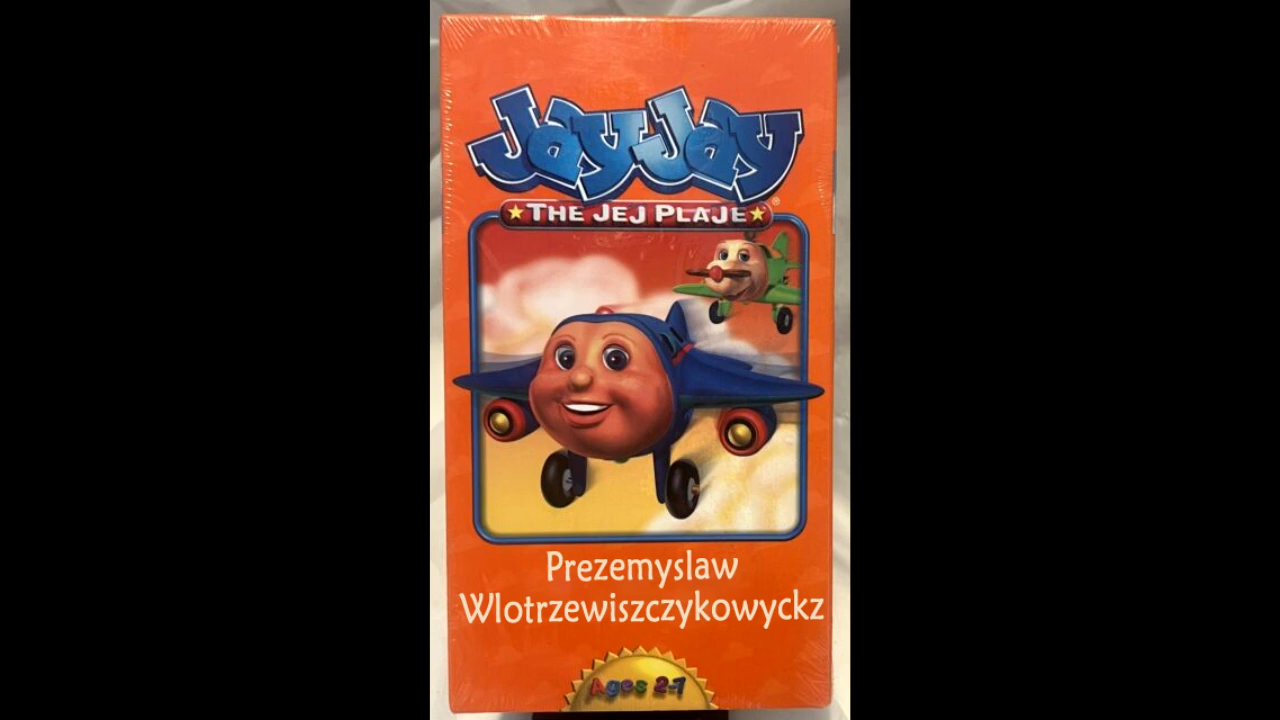 JayJay
THE JEJ PLAJE ®
Prezemyslaw
Wlotrzewiszczykowyckz
Ages 2-7